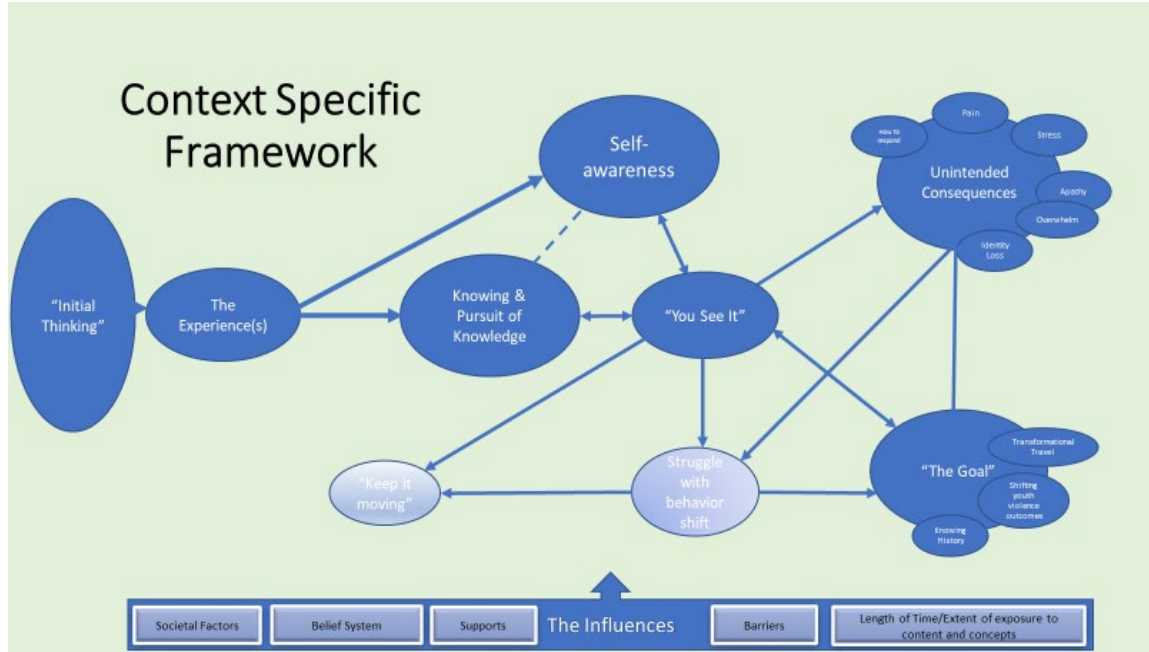 Context Specific
Framework
"Initial
Thinking"
The
Experience(s)
Self-
awareness
Knowing &
Pursuit of
Knowledge
"You See It"
Unintended
Consequences
How to
respond
Pain
Stress
Apathy
Overwhelm
Identity
Loss
"Keep it
moving"
Struggle
with
behavior
shift
"The Goal"
Transformational
Travel
Shifting
youth
violence
outcomes
Knowing
History
Societal Factors
Belief System
Supports
The Influences
Barriers
Length of Time/Extent of exposure to
content and concepts